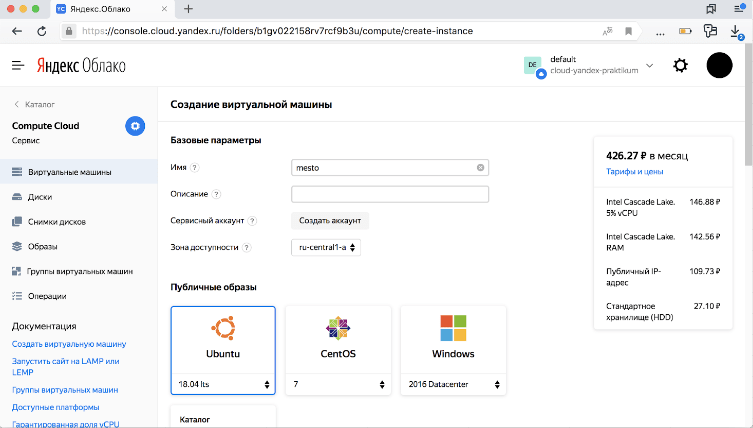 YC Яндекс.Облако
https://console.cloud.yandex.ru/folders/b1gv022158rv7rcf9b3u/compute/create-instance
2
Яндекс Облако
DE
default
cloud-yandex-praktikum
Каталог
Compute Cloud
Сервис
Виртуальные машины
Диски
Снимки дисков
Образы
Группы виртуальных машин
Операции
Документация
Создать виртуальную машину
Запустить сайт на LAMP или
LEMP
Группы виртуальных машин
Доступные платформы
Гарантированная доля vCPU
Создание виртуальной машины
Базовые параметры
Имя ?
mesto
Описание ?
Сервисный аккаунт ?
Создать аккаунт
Зона доступности ?
ru-central1-a
Публичные образы
Ubuntu
18.04 lts
CentOS
7
Windows
2016 Datacenter
Каталог
426.27 ₽ в месяц
Тарифы и цены
Intel Cascade Lake. 146.88 ₽
5% vCPU
Intel Cascade Lake. 142.56 ₽
RAM
Публичный IP- 109.73 ₽
адрес
Стандартное 27.10 ₽
хранилище (HDD)